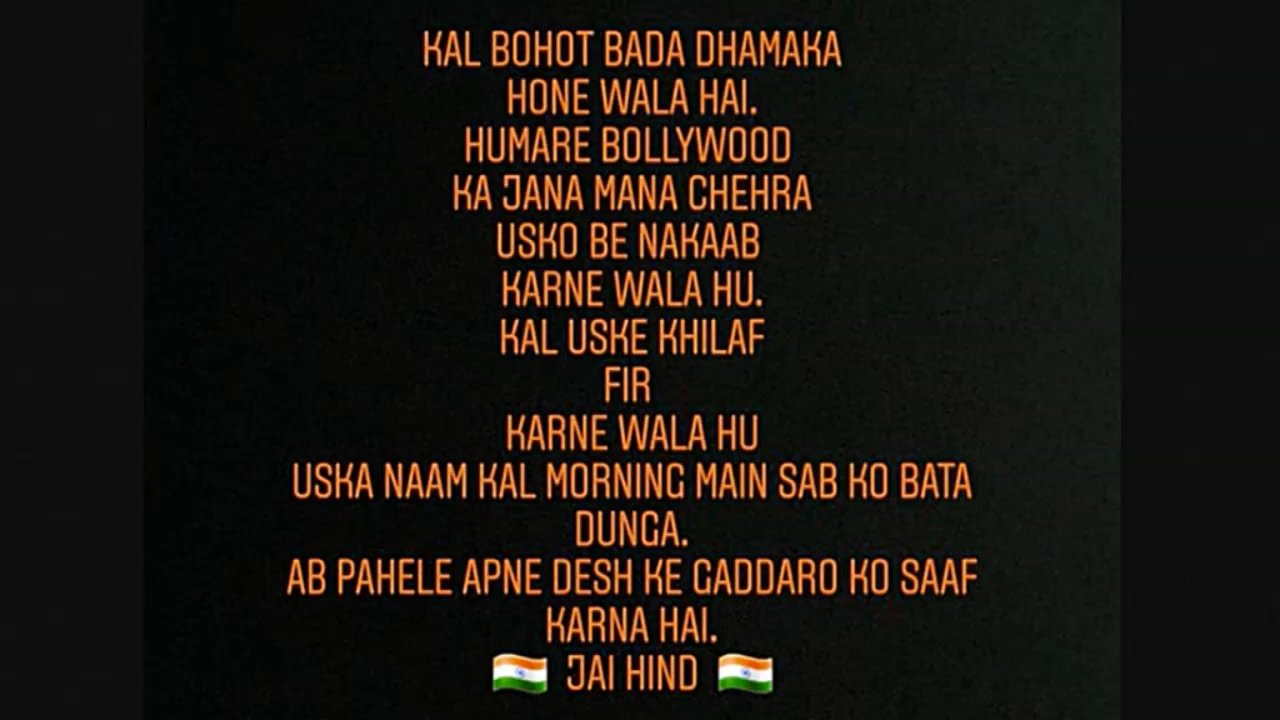 KAL BOHOT BADA DHAMAKA
HONE WALA HAI.
HUMARE BOLLYWOOD
KA JANA MANA CHEHRA
USKO BE NAKAAB
KARNE WALA HU.
KAL USKE KHILAF
FIR
KARNE WALA HU
USKA NAAM KAL MORNING MAIN SAB KO BATA
DUNGA.
AB PAHELE APNE DESH KE GADDARO KO SAAF
KARNA HAI.
🇮🇳 JAI HIND 🇮🇳